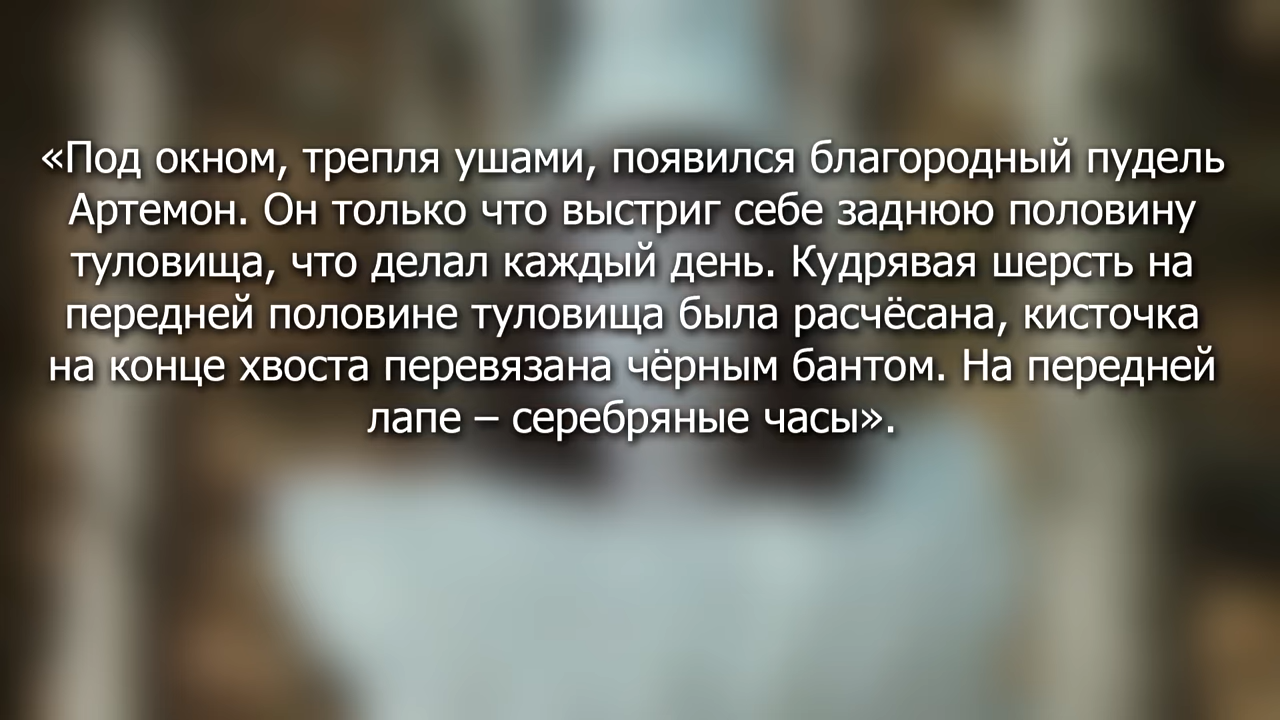 «Под окном, трепля ушами, появился благородный пудель
Артемон. Он только что выстриг себе заднюю половину
туловища, что делал каждый день. Кудрявая шерсть на
передней половине туловища была расчёсана, кисточка
на конце хвоста перевязана чёрным бантом. На передней
лапе – серебряные часы».